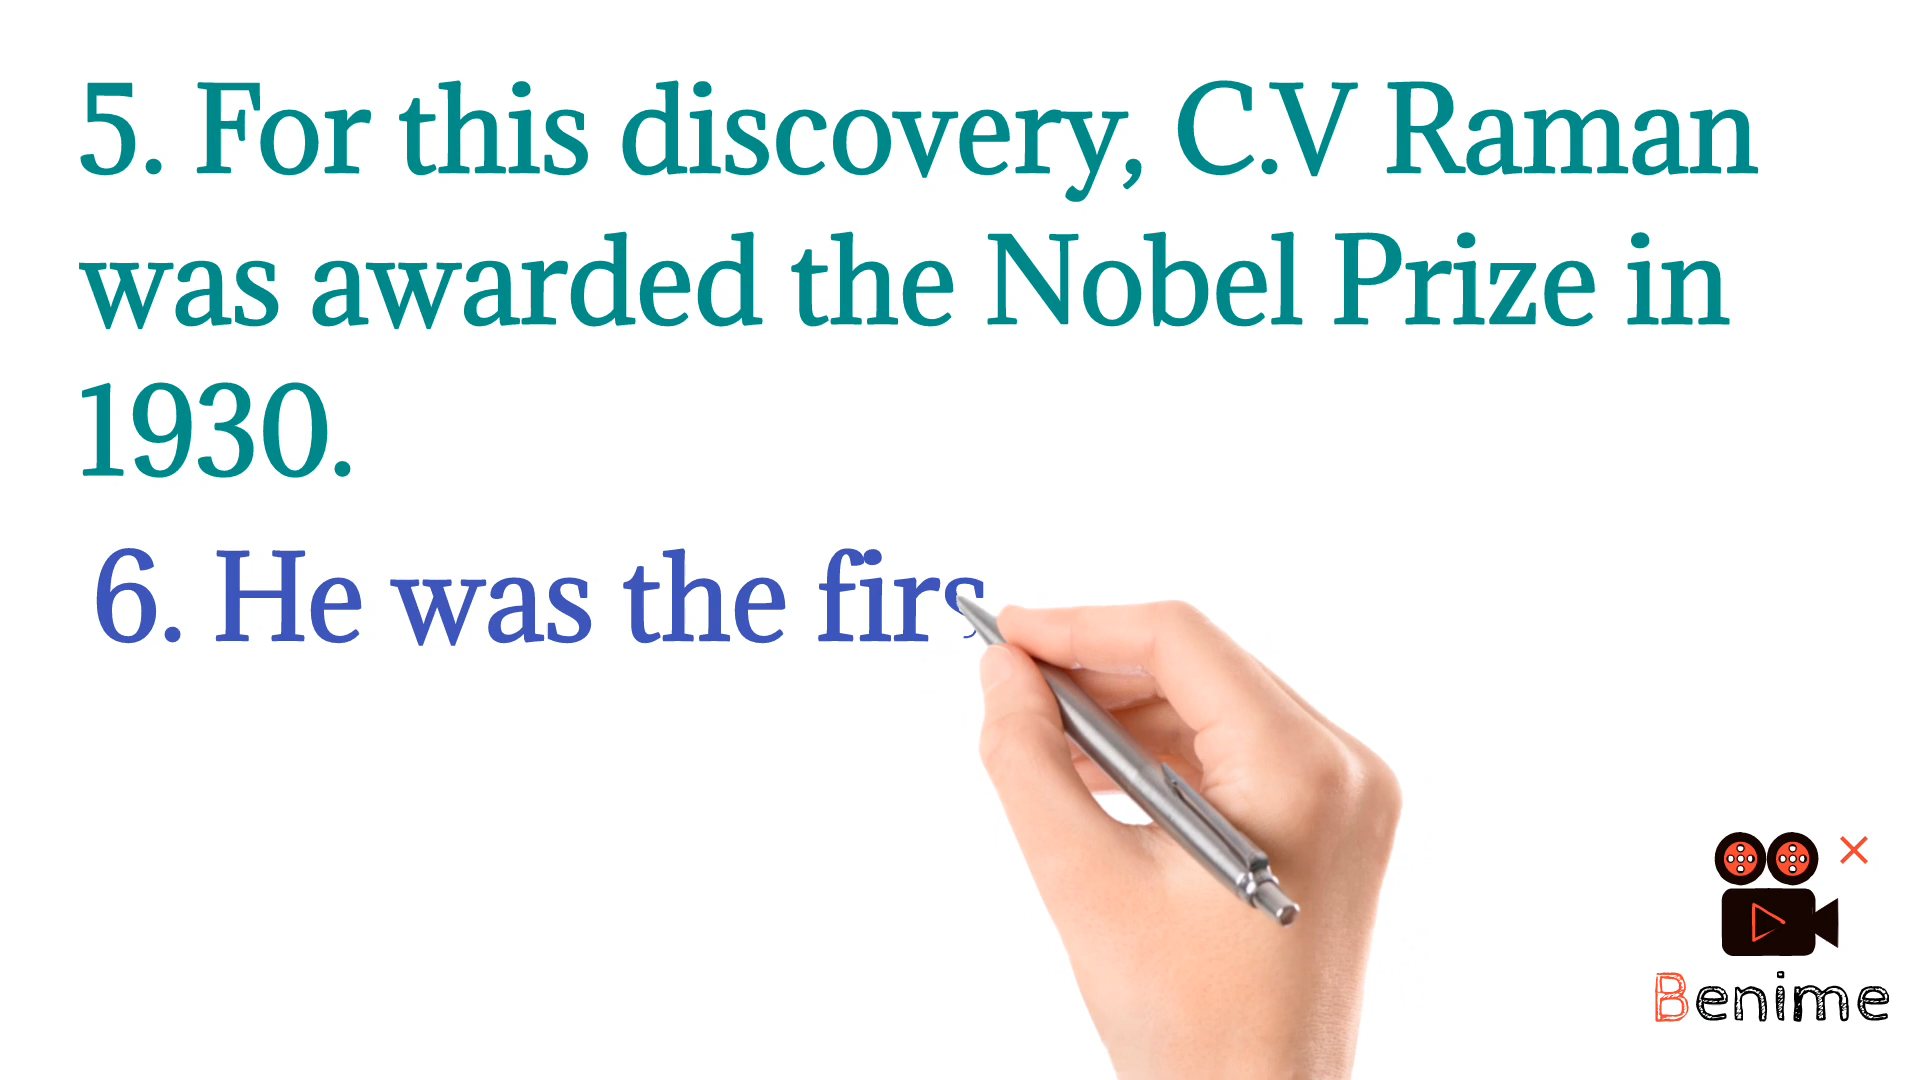 5. For this discovery, C.V Raman
was awarded the Nobel Prize in
1930.
6. He was the firs
Benime